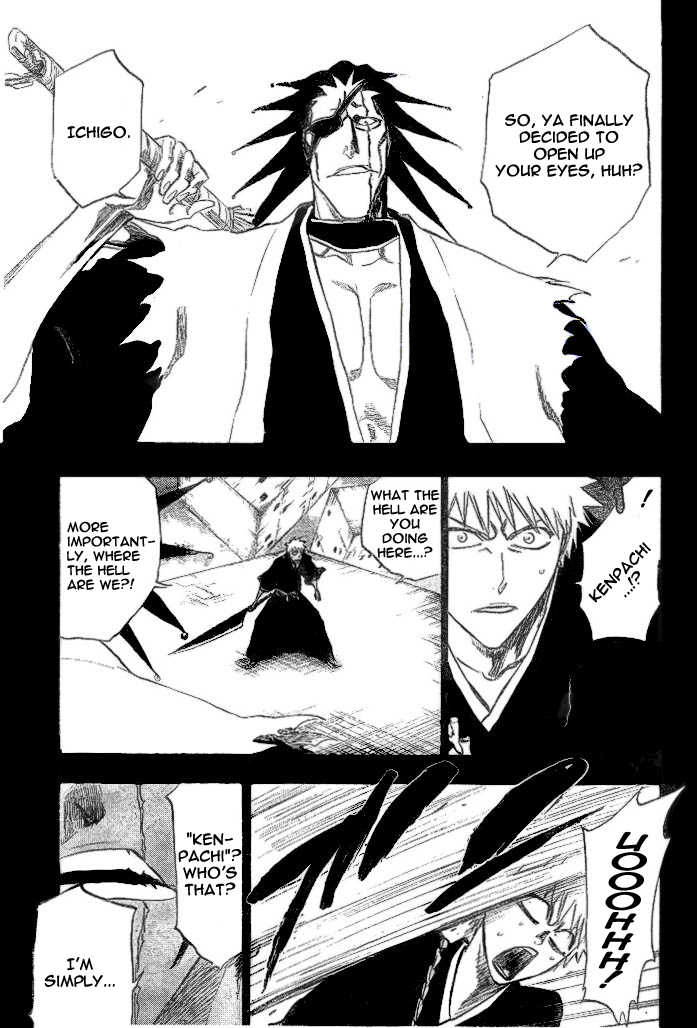 SO, YA FINALLY
DECIDED TO
OPEN UP
YOUR EYES, HUH?
ICHIGO.
!
KENPACHI
...!?
WHAT THE
HELL ARE
YOU
DOING
HERE...?
MORE
IMPORTANT-
LY, WHERE
THE HELL
ARE WE?!
UOOOHHH!
"KEN-
PACHI"?
WHO'S
THAT?
I'M
SIMPLY...